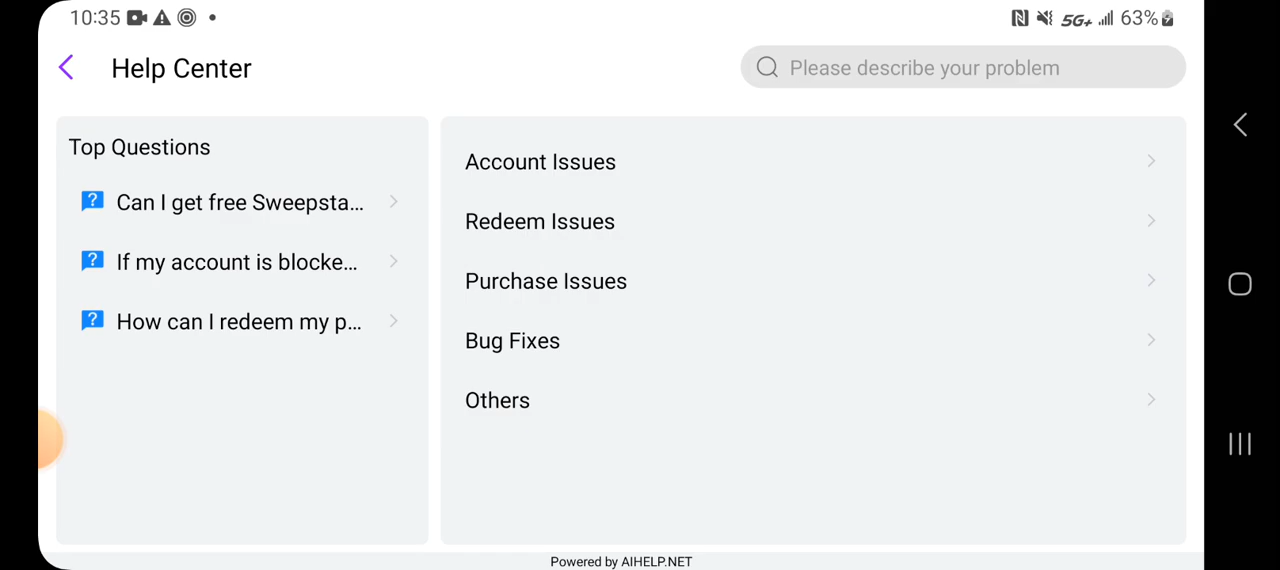 10:35
5G+ 63%
Help Center
Please describe your problem
Top Questions
Can I get free Sweepsta...
If my account is blocke...
How can I redeem my p...
Account Issues
Redeem Issues
Purchase Issues
Bug Fixes
Others
Powered by AIHELP.NET